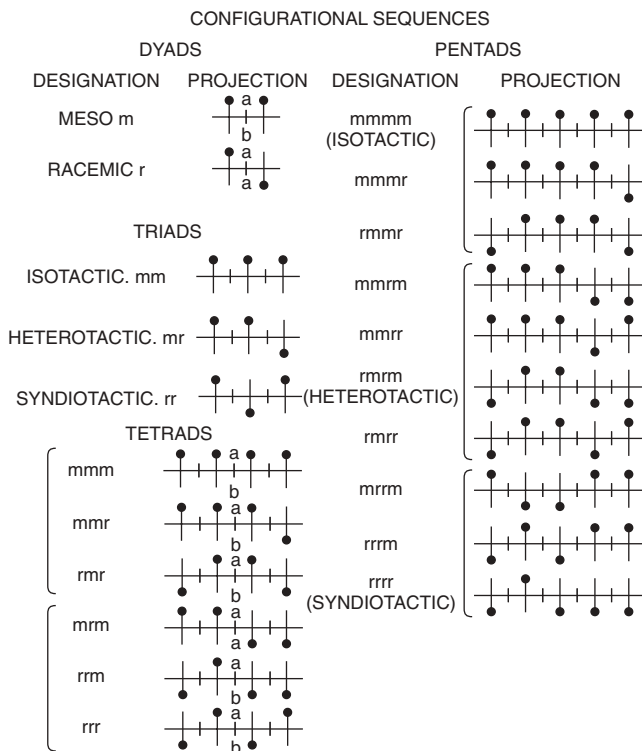 CONFIGURATIONAL SEQUENCES
DYADS
DESIGNATION PROJECTION
MESO m
a
b
RACEMIC r
a
a
TRIADS
ISOTACTIC. mm
HETEROTACTIC. mr
SYNDIOTACTIC. rr
TETRADS
mmm
a
b
mmr
a
b
rmr
a
b
mrm
a
a
rrm
a
b
rrr
a
b
PENTADS
DESIGNATION PROJECTION
mmmm
(ISOTACTIC)
mmmr
rmmr
mmrm
mmrr
rmrm
(HETEROTACTIC)
rmrr
mrrm
rrrm
rrrr
(SYNDIOTACTIC)